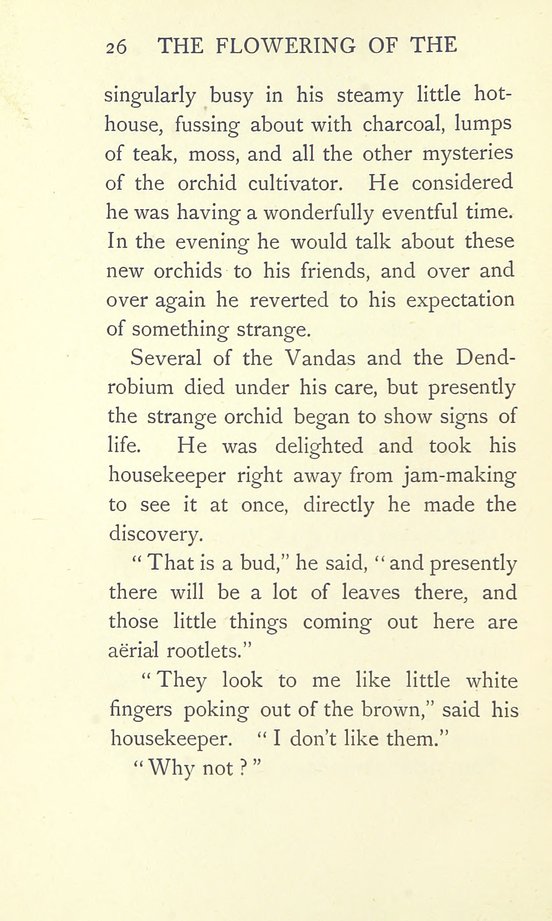 26 THE FLOWERING OF THE
singularly busy in his steamy little hot-
house, fussing about with charcoal, lumps
of teak, moss, and all the other mysteries
of the orchid cultivator. He considered
he was having a wonderfully eventful time.
In the evening he would talk about these
new orchids to his friends, and over and
over again he reverted to his expectation
of something strange.
Several of the Vandas and the Dend-
robium died under his care, but presently
the strange orchid began to show signs of
life. He was delighted and took his
housekeeper right away from jam-making
to see it at once, directly he made the
discovery.
“ That is a bud,” he said, “ and presently
there will be a lot of leaves there, and
those little things coming out here are
aërial rootlets.”
“ They look to me like little white
fingers poking out of the brown,” said his
housekeeper. “ I don’t like them.”
“ Why not ? ”